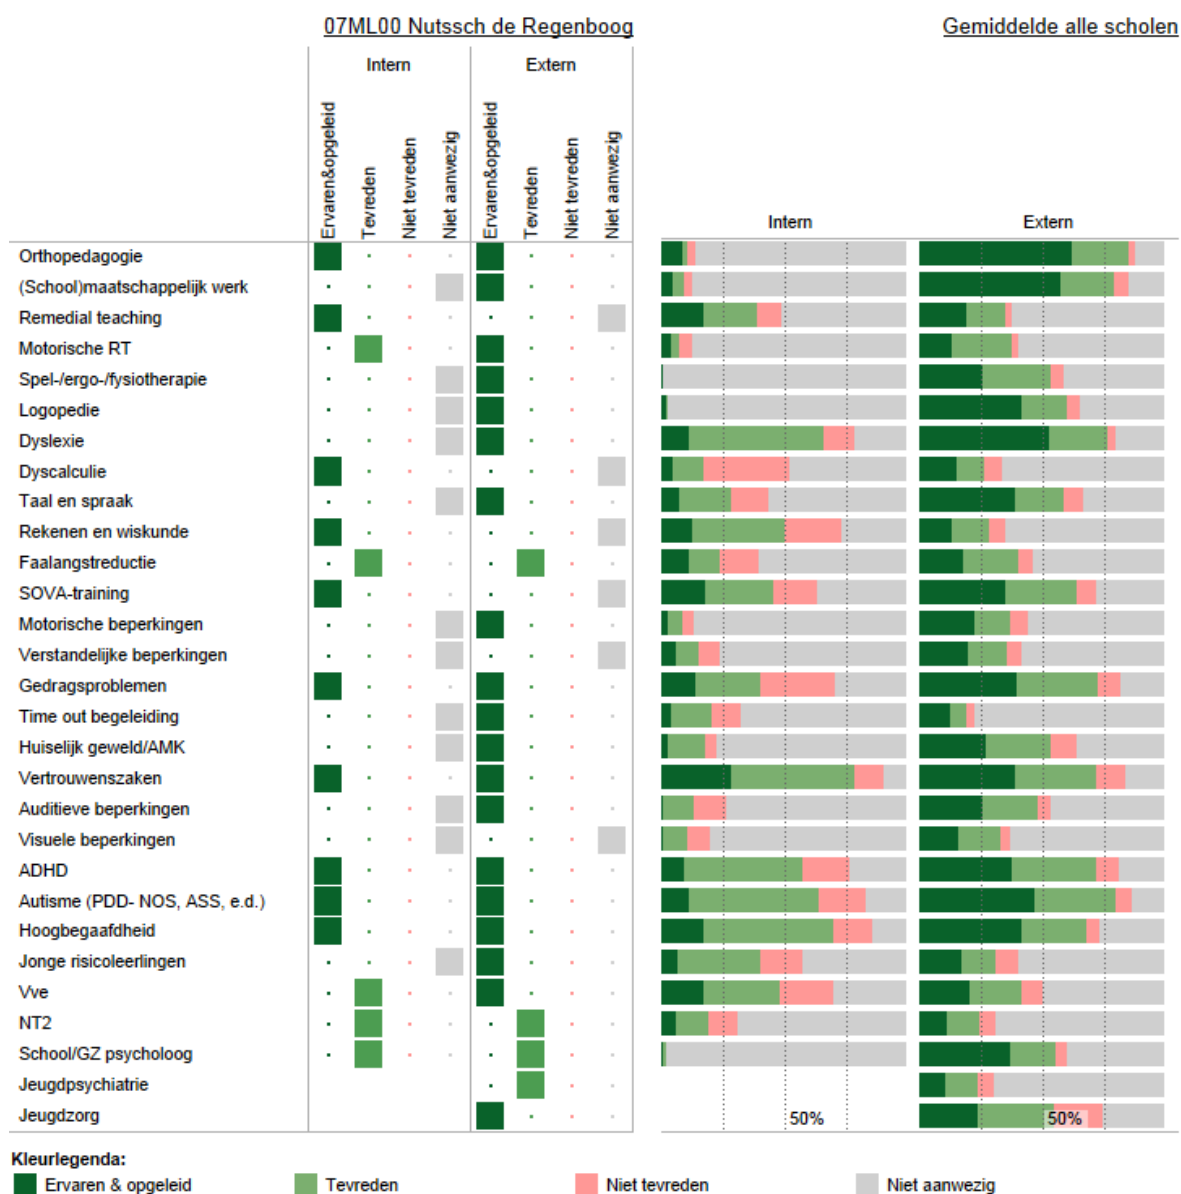 07ML00 Nutssch de Regenboog
Gemiddelde alle scholen
Intern
Extern
Ervaren&opgeleid
Tevreden
Niet tevreden
Niet aanwezig
Ervaren&opgeleid
Tevreden
Niet tevreden
Niet aanwezig
Intern
Extern
Orthopedagogie
(School)maatschappelijk werk
Remedial teaching
Motorische RT
Spel-/ergo-/fysiotherapie
Logopedie
Dyslexie
Dyscalculie
Taal en spraak
Rekenen en wiskunde
Faalangstreductie
SOVA-training
Motorische beperkingen
Verstandelijke beperkingen
Gedragsproblemen
Time out begeleiding
Huiselijk geweld/AMK
Vertrouwenszaken
Auditieve beperkingen
Visuele beperkingen
ADHD
Autisme (PDD- NOS, ASS, e.d.)
Hoogbegaafdheid
Jonge risicoleerlingen
Vve
NT2
School/GZ psycholoog
Jeugdpsychiatrie
Jeugdzorg
50%
50%
Kleurlegenda:
Ervaren & opgeleid
Tevreden
Niet tevreden
Niet aanwezig